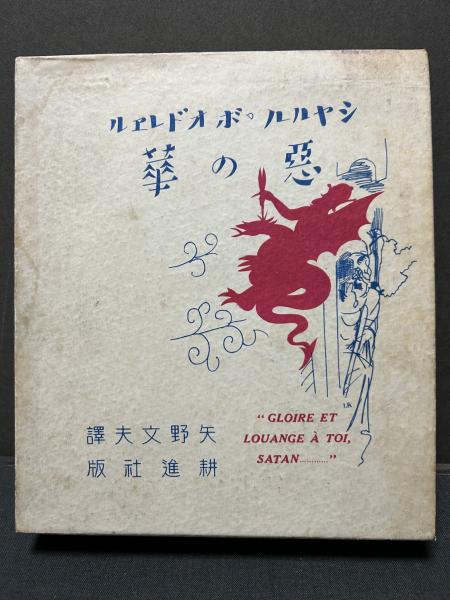 シヤルル。ボオドレヱル
惡の華
" GLOIRE ET
LOUANGE À TOI,
SATAN............ "
矢野文夫譯
耕進社版